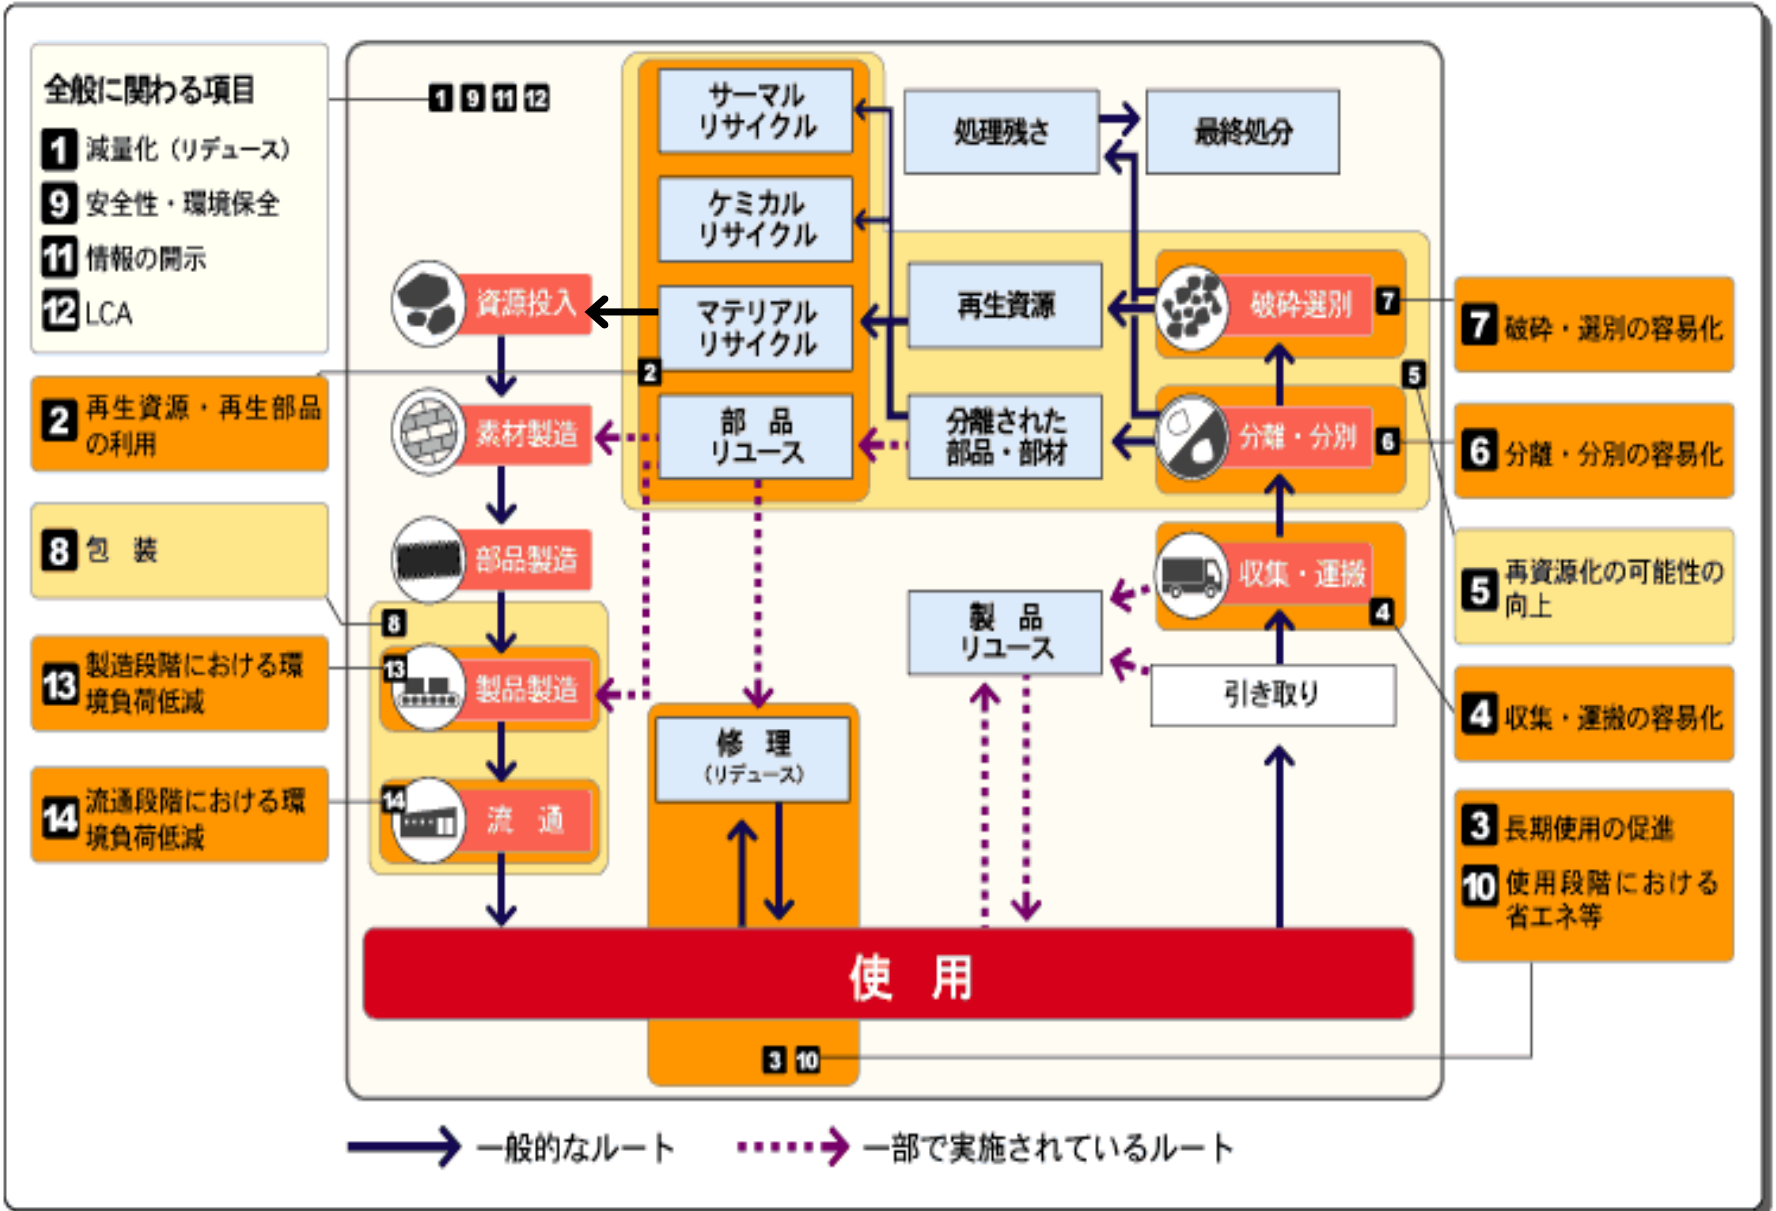 全般に関わる項目
1 減量化（リデュース）
9 安全性・環境保全
11 情報の開示
12 LCA
2 再生資源・再生部品
の利用
8 包　装
13 製造段階における環
境負荷低減
14 流通段階における環
境負荷低減
1 9 11 12
資源投入
素材製造
部品製造
8
13
製品製造
14
流　通
サーマル
リサイクル
ケミカル
リサイクル
マテリアル
リサイクル
2
部　品
リユース
修　理
（リデュース）
処理残さ
最終処分
再生資源
分離された
部品・部材
製　品
リユース
破砕選別
7
5
分離・分別
6
収集・運搬
4
引き取り
使　用
3 10
7 破砕・選別の容易化
6 分離・分別の容易化
5 再資源化の可能性の
向上
4 収集・運搬の容易化
3 長期使用の促進
10 使用段階における
省エネ等
一般的なルート
一部で実施されているルート